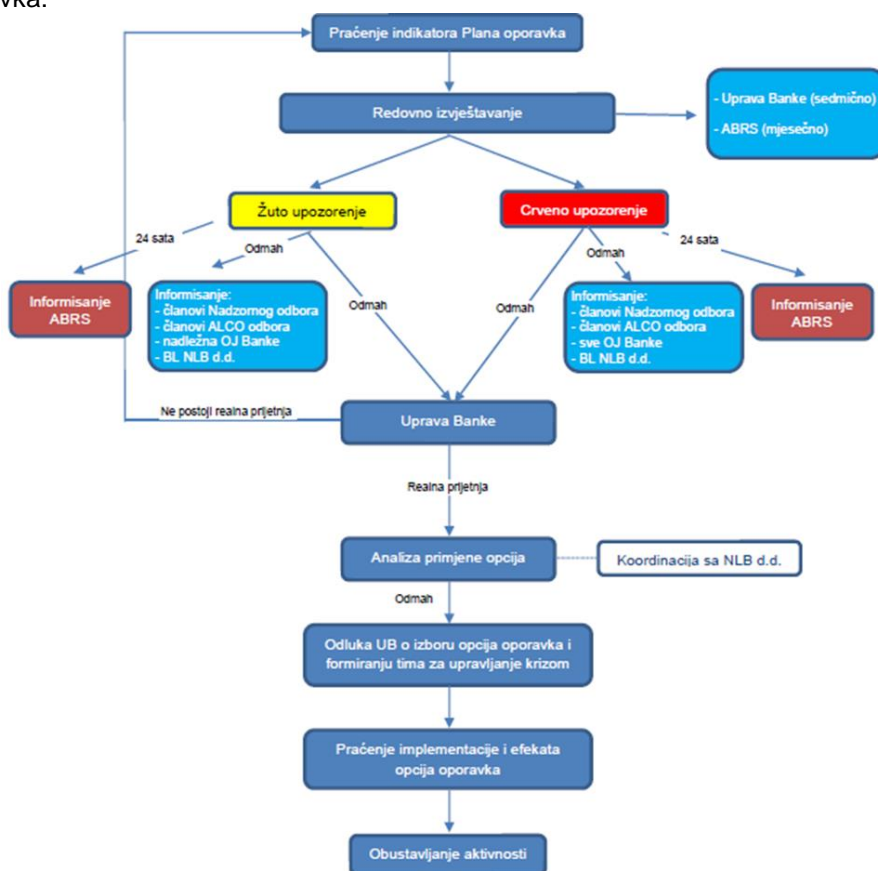 Praćenje indikatora Plana oporavka
Redovno izvještavanje
- Uprava Banke (sedmično)
- ABRS (mjesečno)
Žuto upozorenje
Crveno upozorenje
24 sata
Odmah
Odmah
Odmah
Odmah
24 sata
Informisanje
ABRS
Informisanje:
- članovi Nadzornog odbora
- članovi ALCO odbora
- nadležna OJ Banke
- BL NLB d.d.
Informisanje:
- članovi Nadzornog odbora
- članovi ALCO odbora
- sve OJ Banke
- BL NLB d.d.
Informisanje
ABRS
Ne postoji realna prijetnja
Uprava Banke
Realna prijetnja
Analiza primjene opcija
Koordinacija sa NLB d.d.
Odmah
Odluka UB o izboru opcija oporavka i
formiranju tima za upravljanje krizom
Praćenje implementacije i efekata
opcija oporavka
Obustavljanje aktivnosti